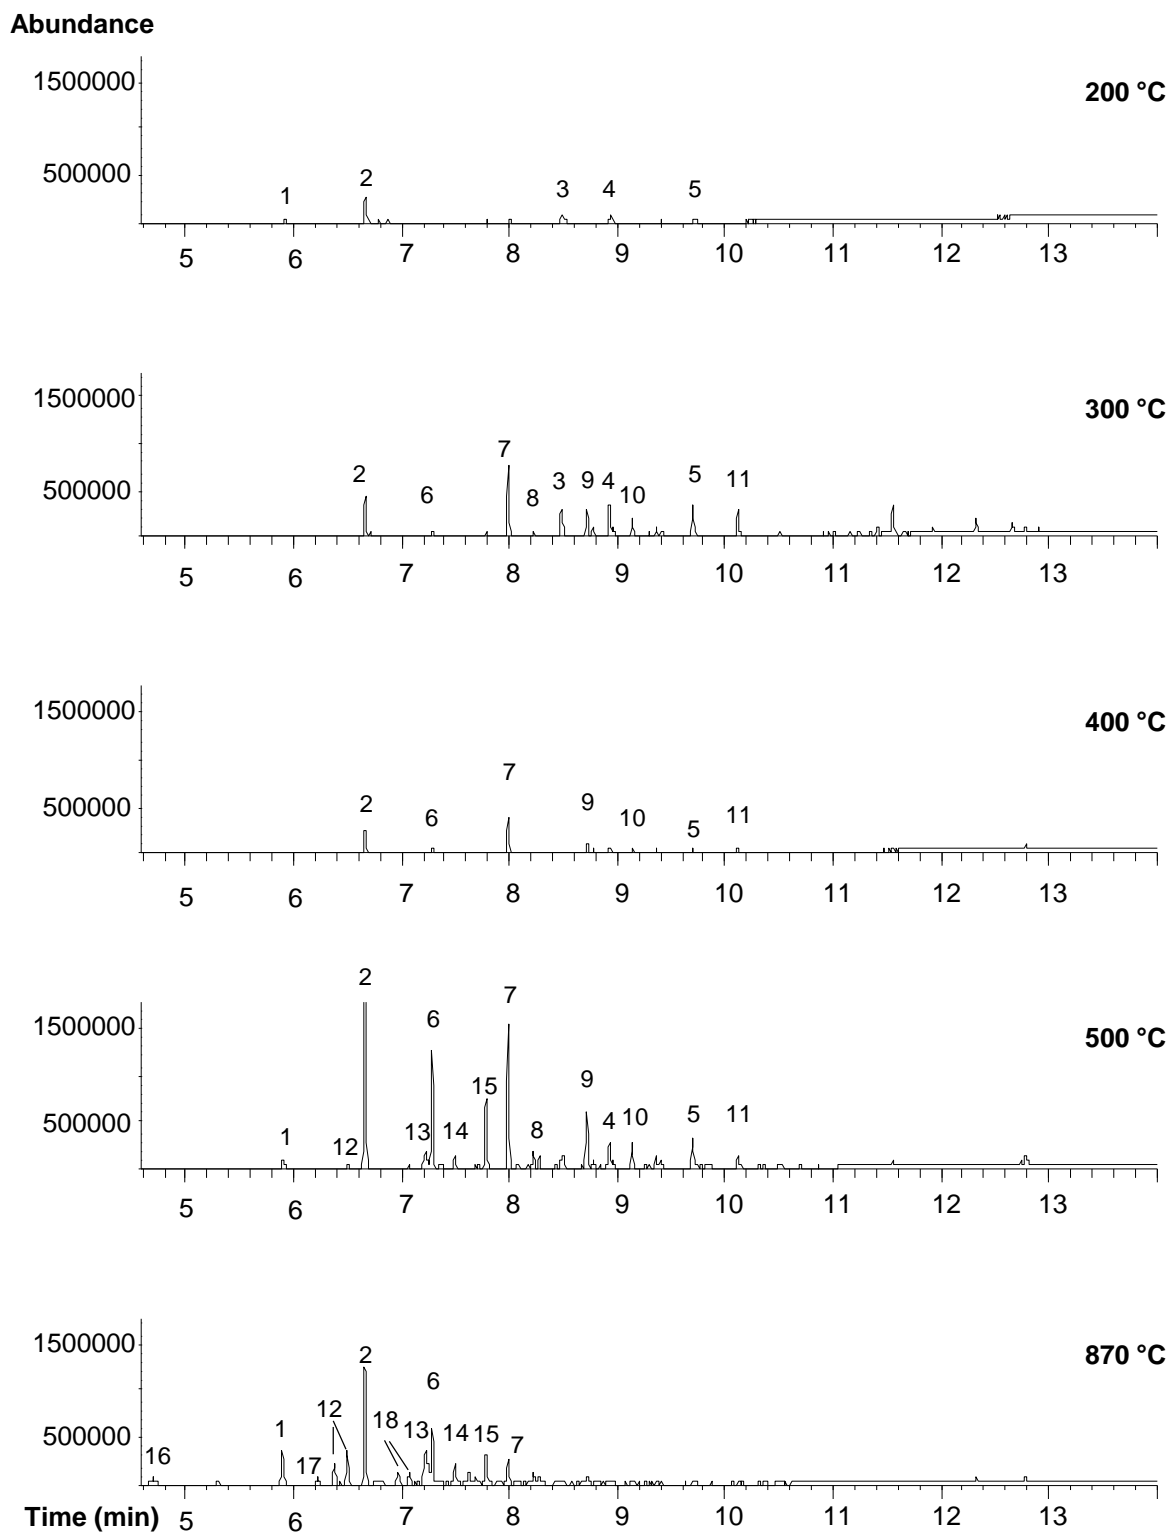 Abundance
1500000
200 °C
500000
1 2 3 4 5
5 6 7 8 9 10 11 12 13
1500000
300 °C
500000
2 6 7 8 3 9 4 10 5 11
5 6 7 8 9 10 11 12 13
1500000
400 °C
500000
2 6 7 9 10 5 11
5 6 7 8 9 10 11 12 13
1500000
500 °C
500000
1 12 2 13 6 14 15 7 8 9 4 10 5 11
5 6 7 8 9 10 11 12 13
1500000
870 °C
500000
16 1 17 12 2 18 13 6 14 15 7
Time (min) 5 6 7 8 9 10 11 12 13